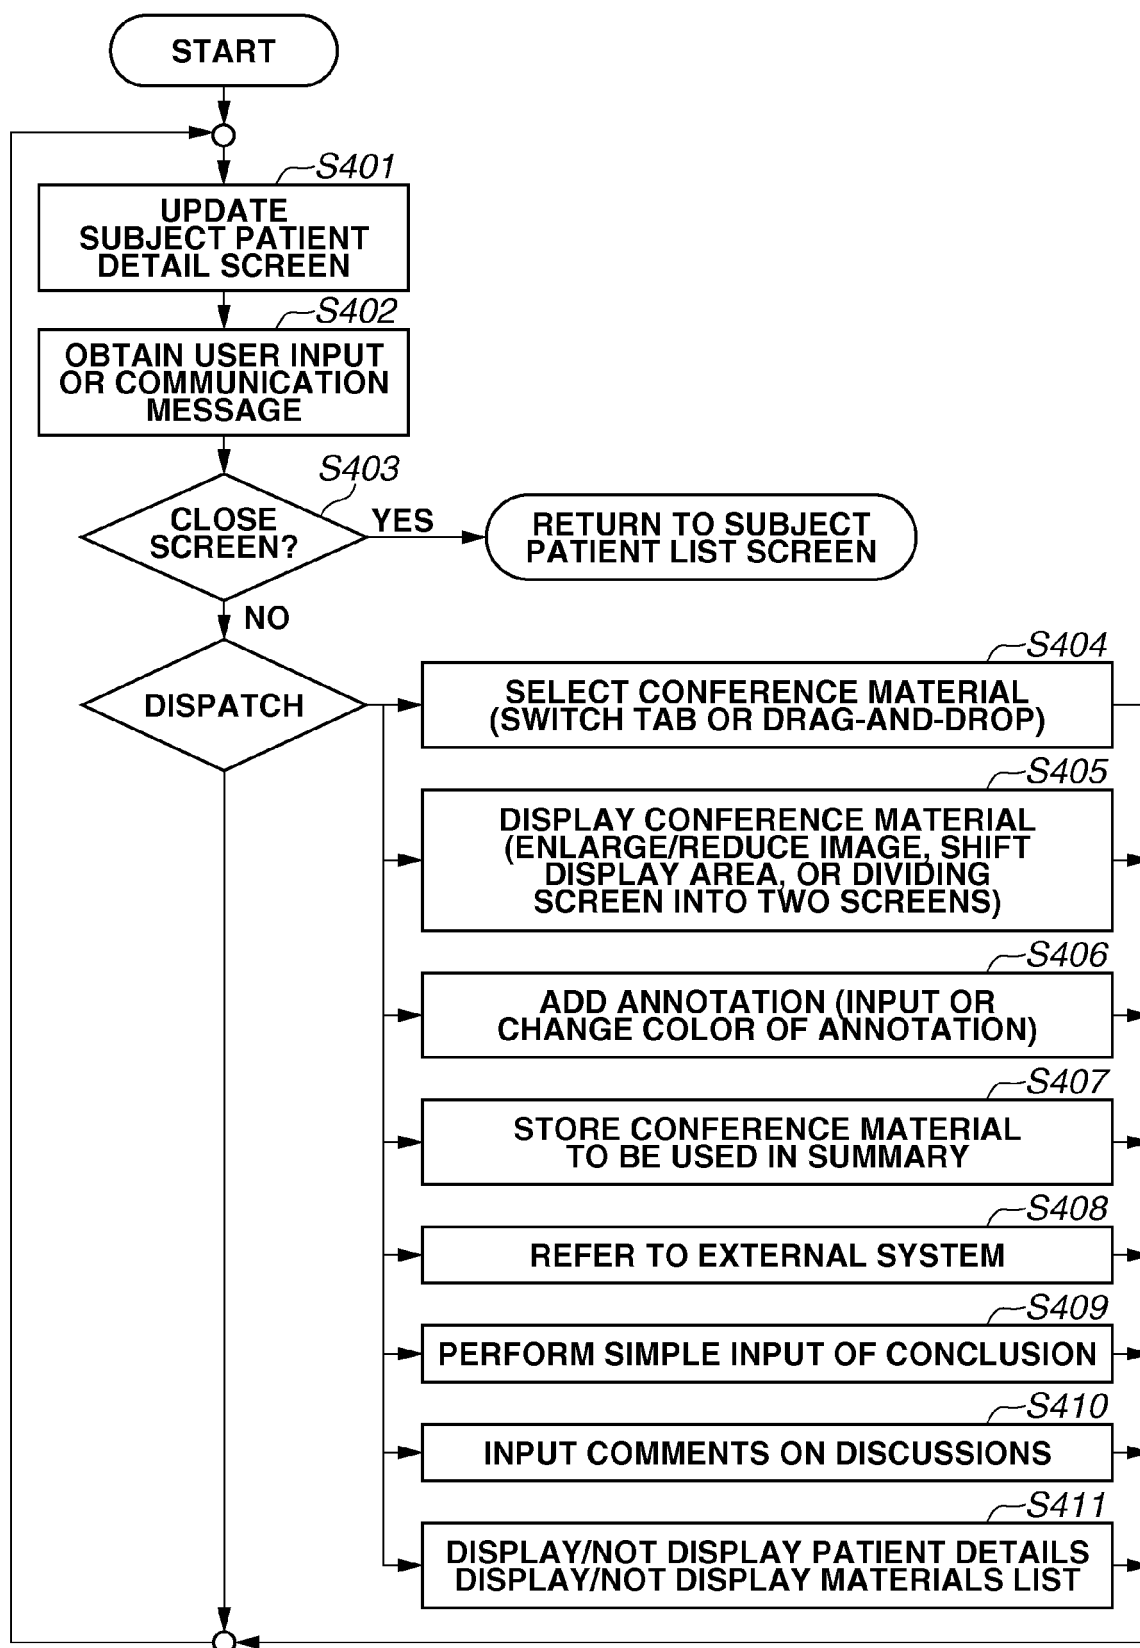 START
S401
UPDATE
SUBJECT PATIENT
DETAIL SCREEN
S402
OBTAIN USER INPUT
OR COMMUNICATION
MESSAGE
S403
CLOSE
SCREEN?
YES
RETURN TO SUBJECT
PATIENT LIST SCREEN
NO
DISPATCH
S404
SELECT CONFERENCE MATERIAL
(SWITCH TAB OR DRAG-AND-DROP)
S405
DISPLAY CONFERENCE MATERIAL
(ENLARGE/REDUCE IMAGE, SHIFT
DISPLAY AREA, OR DIVIDING
SCREEN INTO TWO SCREENS)
S406
ADD ANNOTATION (INPUT OR
CHANGE COLOR OF ANNOTATION)
S407
STORE CONFERENCE MATERIAL
TO BE USED IN SUMMARY
S408
REFER TO EXTERNAL SYSTEM
S409
PERFORM SIMPLE INPUT OF CONCLUSION
S410
INPUT COMMENTS ON DISCUSSIONS
S411
DISPLAY/NOT DISPLAY PATIENT DETAILS
DISPLAY/NOT DISPLAY MATERIALS LIST